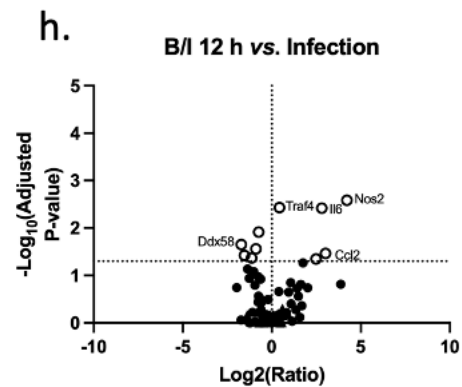 h.
B/I 12 h vs. Infection
-Log10(Adjusted
P-value)
5
4
3
2
1
0
Traf4
Il6
Nos2
Ddx58
Ccl2
-10
-5
0
5
10
Log2(Ratio)